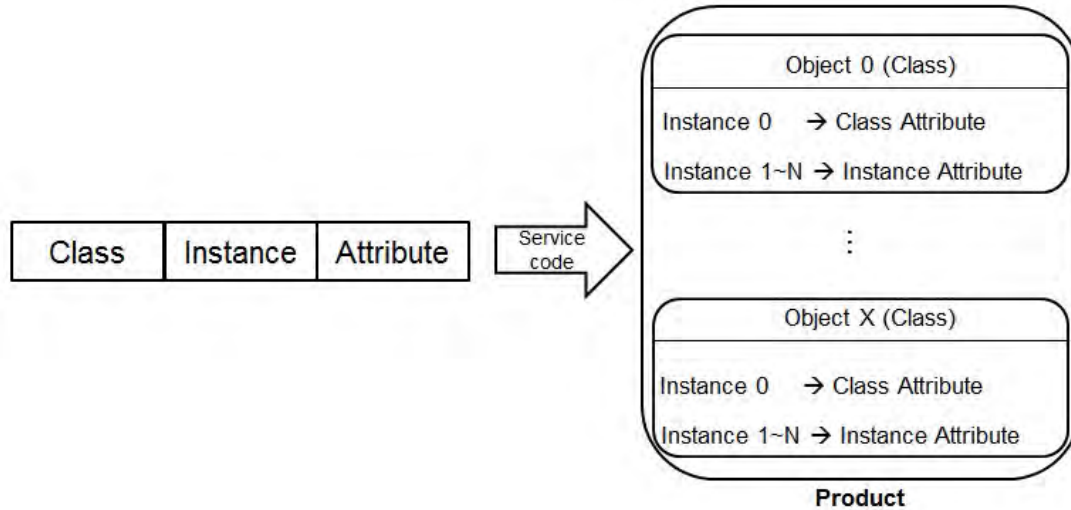 Class Instance Attribute
Service
code
Object 0 (Class)
Instance 0 → Class Attribute
Instance 1~N → Instance Attribute
⋮
Object X (Class)
Instance 0 → Class Attribute
Instance 1~N → Instance Attribute
Product